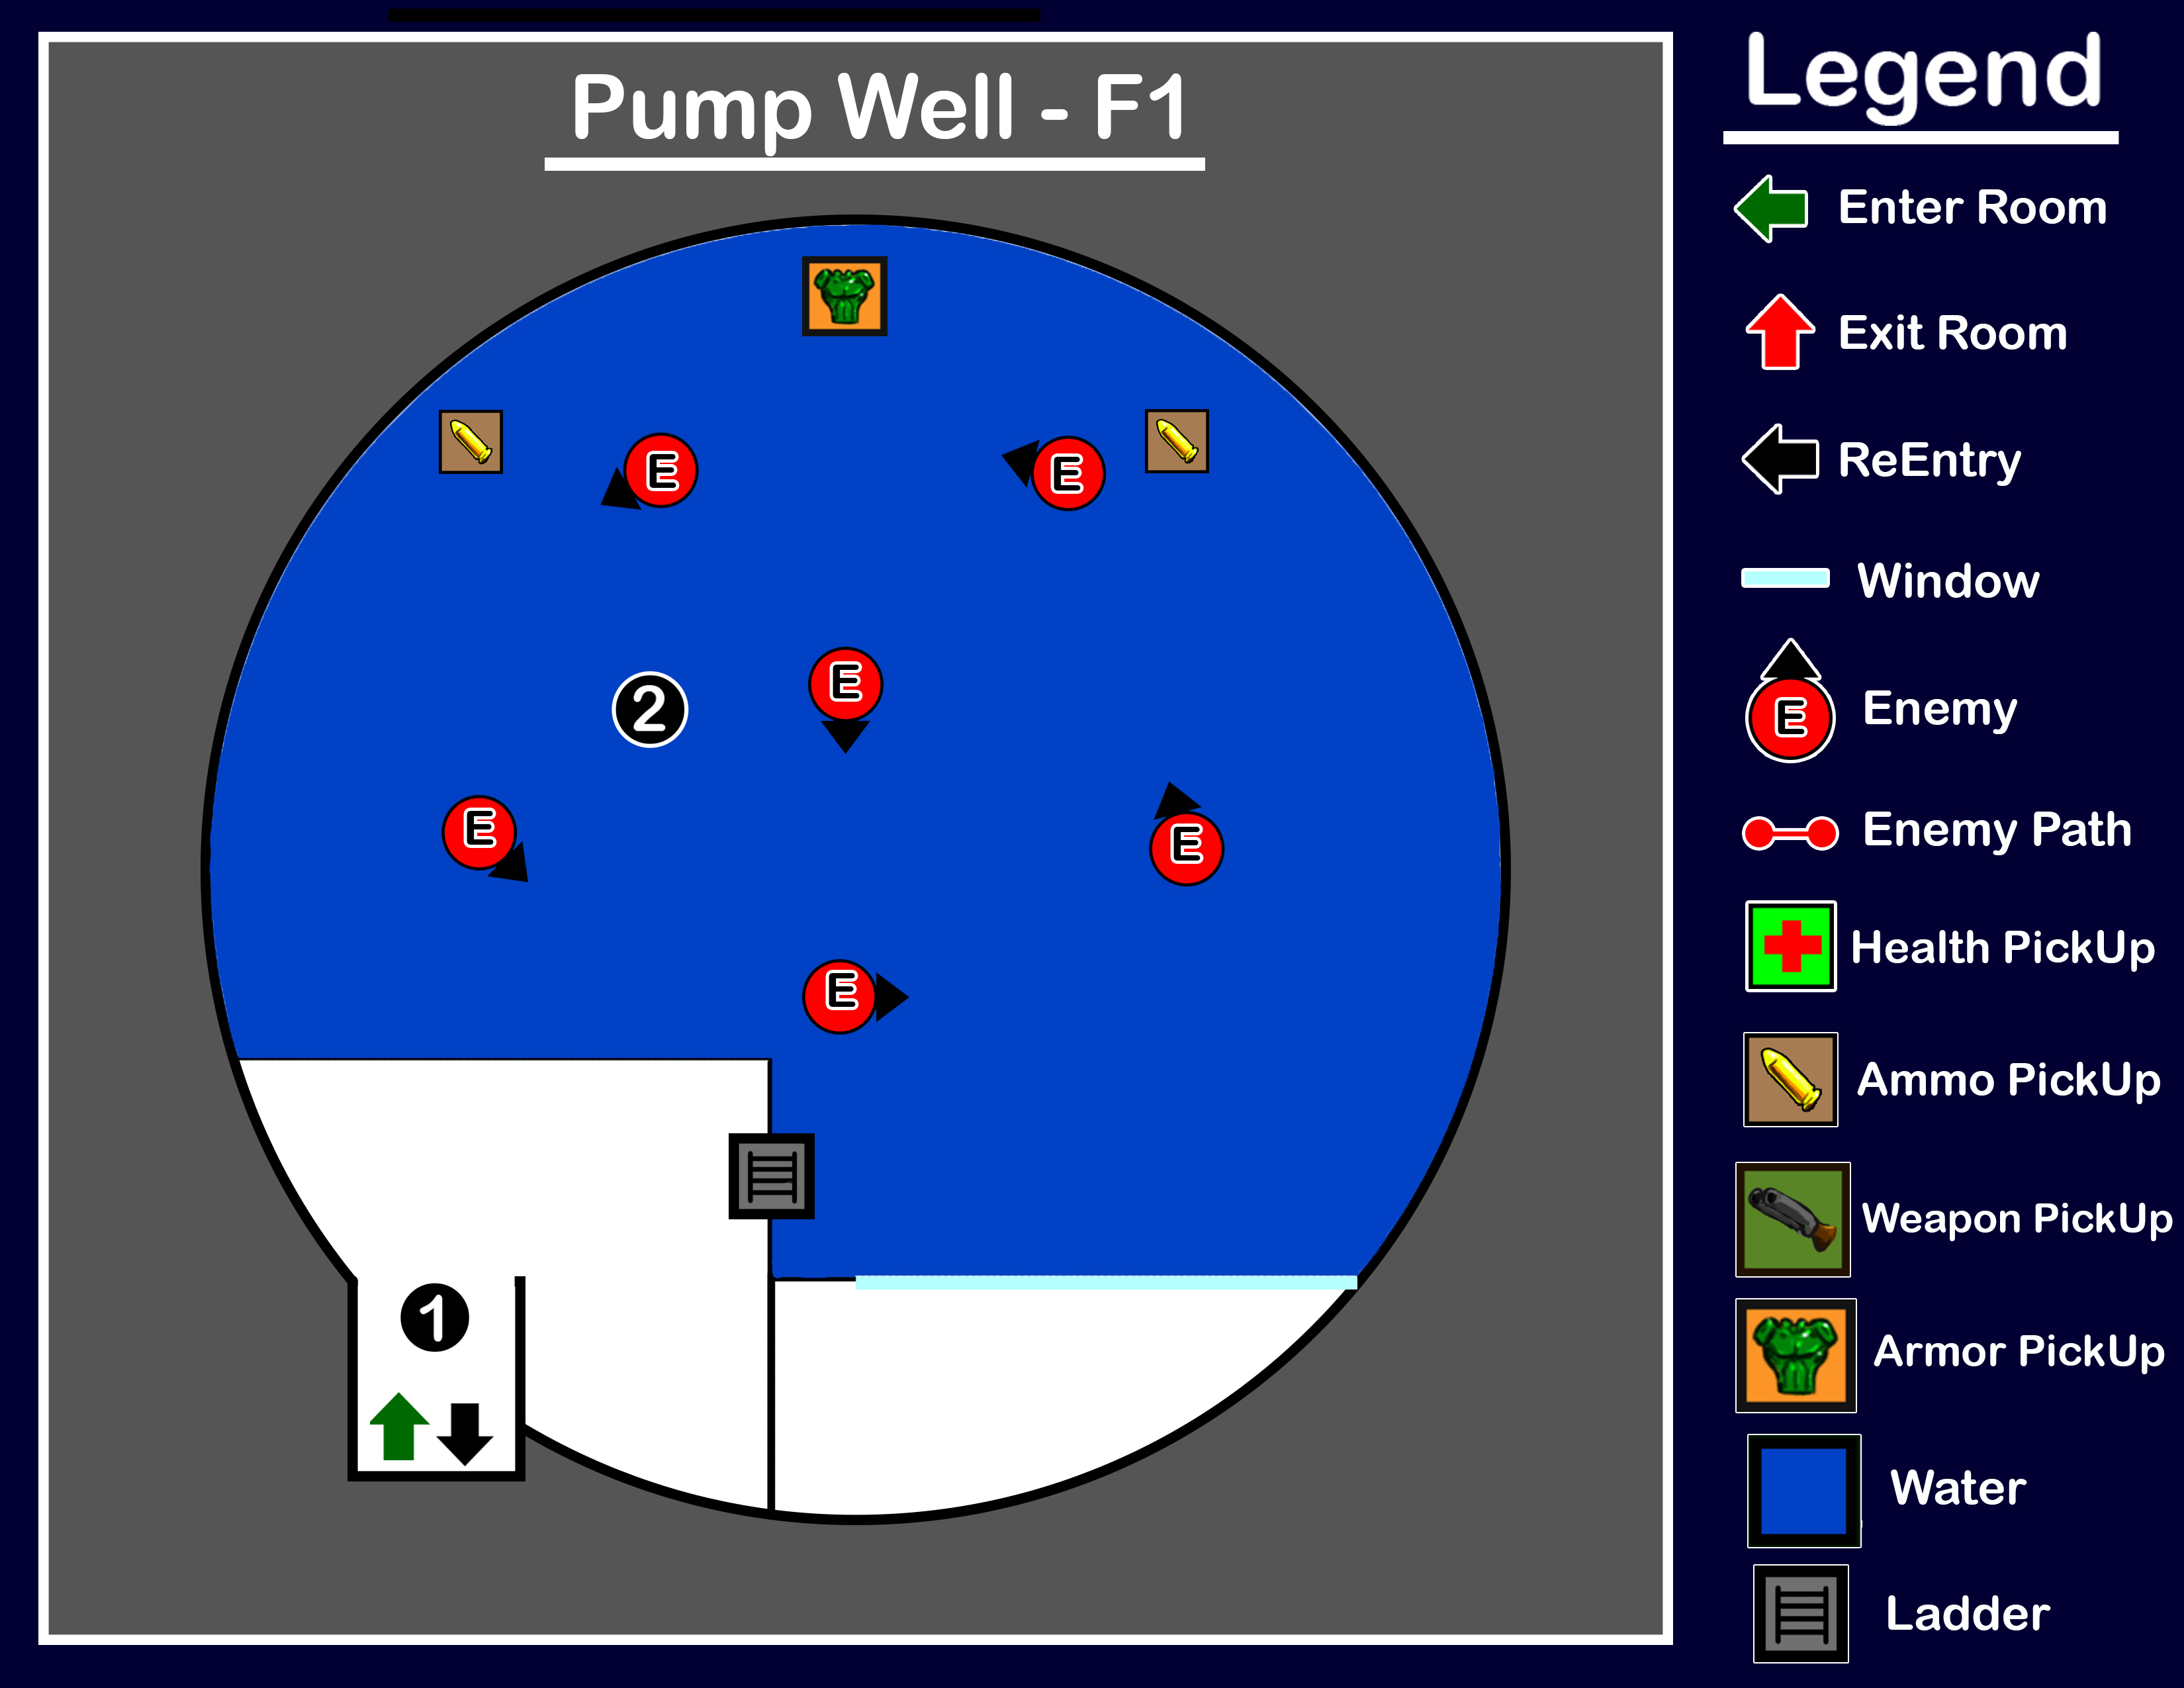 Pump Well - F1
E
E
2
E
E
E
E
1
Legend
Enter Room
Exit Room
ReEntry
Window
E Enemy
Enemy Path
Health PickUp
Ammo PickUp
Weapon PickUp
Armor PickUp
Water
Ladder